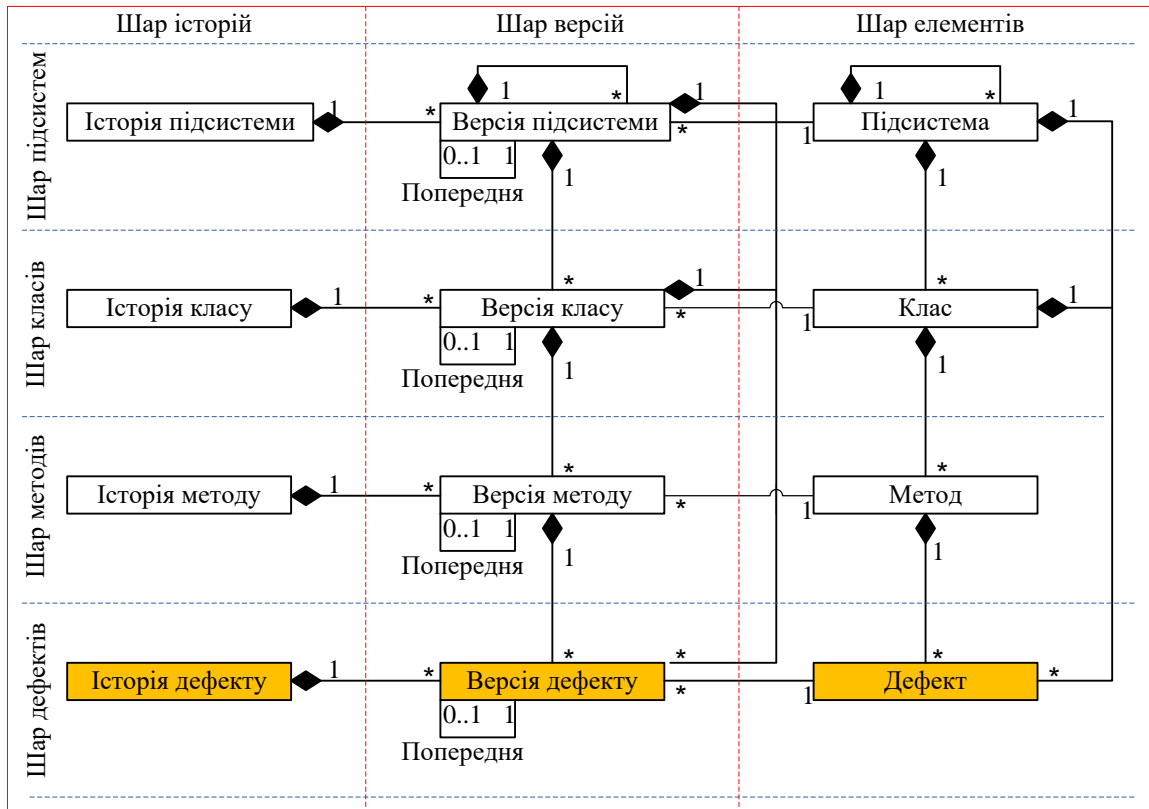 Шар історій
Шар версій
Шар елементів
Шар підсистем
1
*
1
1
*
1
Історія підсистеми
1
*
Версія підсистеми
*
1
Підсистема
0..1 1
Попередня
1
1
*
*
Шар класів
Історія класу
1
*
Версія класу
1
*
1
Клас
1
0..1 1
Попередня
1
1
*
*
Шар методів
Історія методу
1
*
Версія методу
*
1
Метод
0..1 1
Попередня
1
1
*
*
*
Шар дефектів
Історія дефекту
1
*
Версія дефекту
*
1
Дефект
*
0..1 1
Попередня